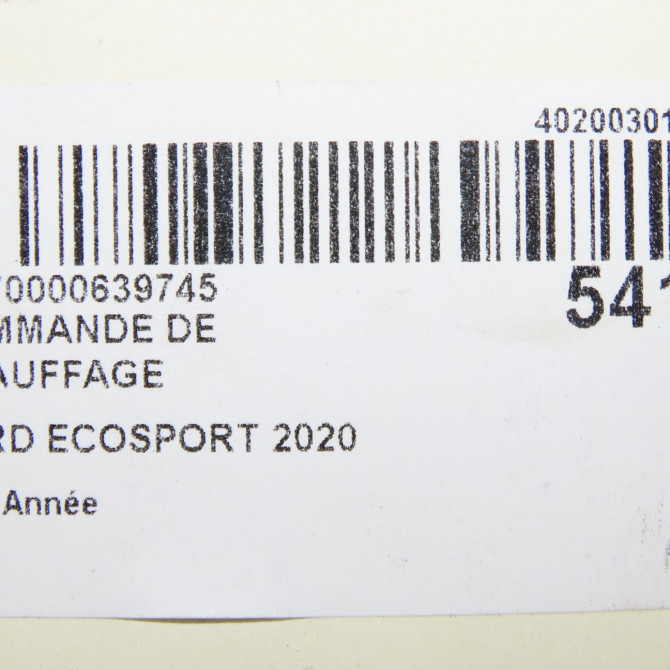 40200301
70000639745
541
MMANDE DE
AUFFAGE
RD ECOSPORT 2020
Année